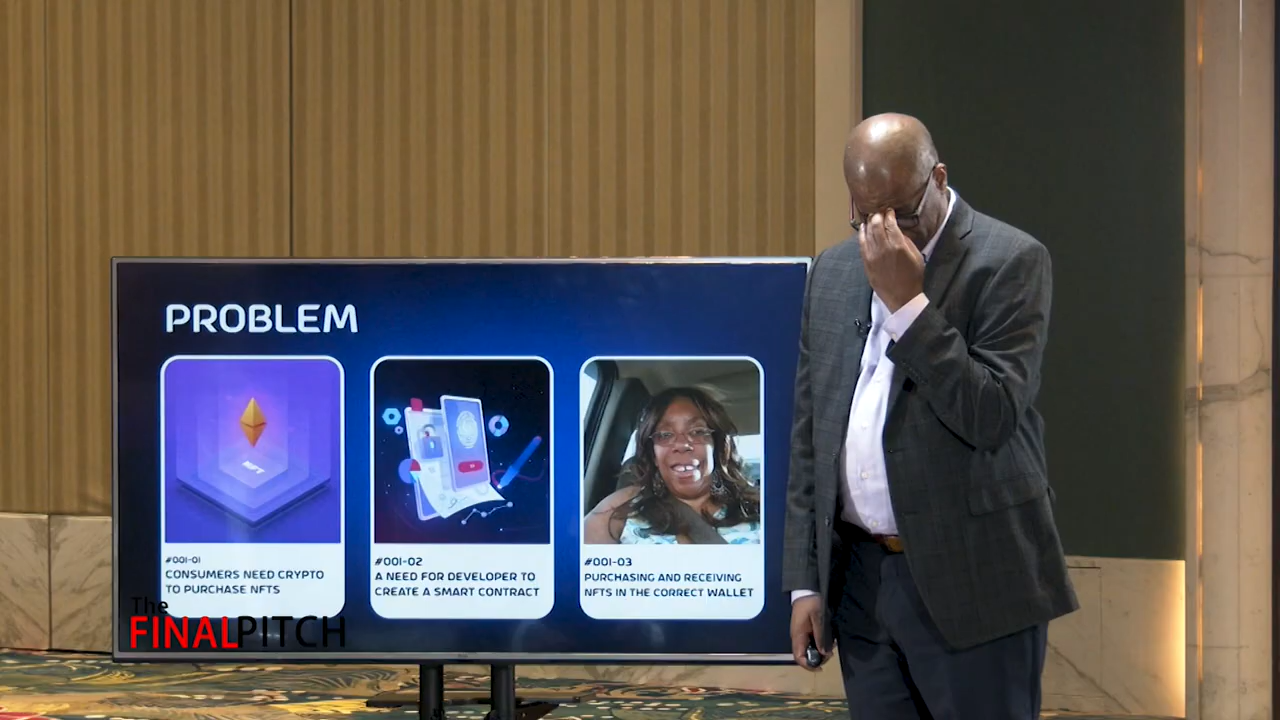 PROBLEM
NFT
#001-01
CONSUMERS NEED CRYPTO
TO PURCHASE NFTS
#001-02
A NEED FOR DEVELOPER TO
CREATE A SMART CONTRACT
#001-03
PURCHASING AND RECEIVING
NFTS IN THE CORRECT WALLET
The
FINALPITCH